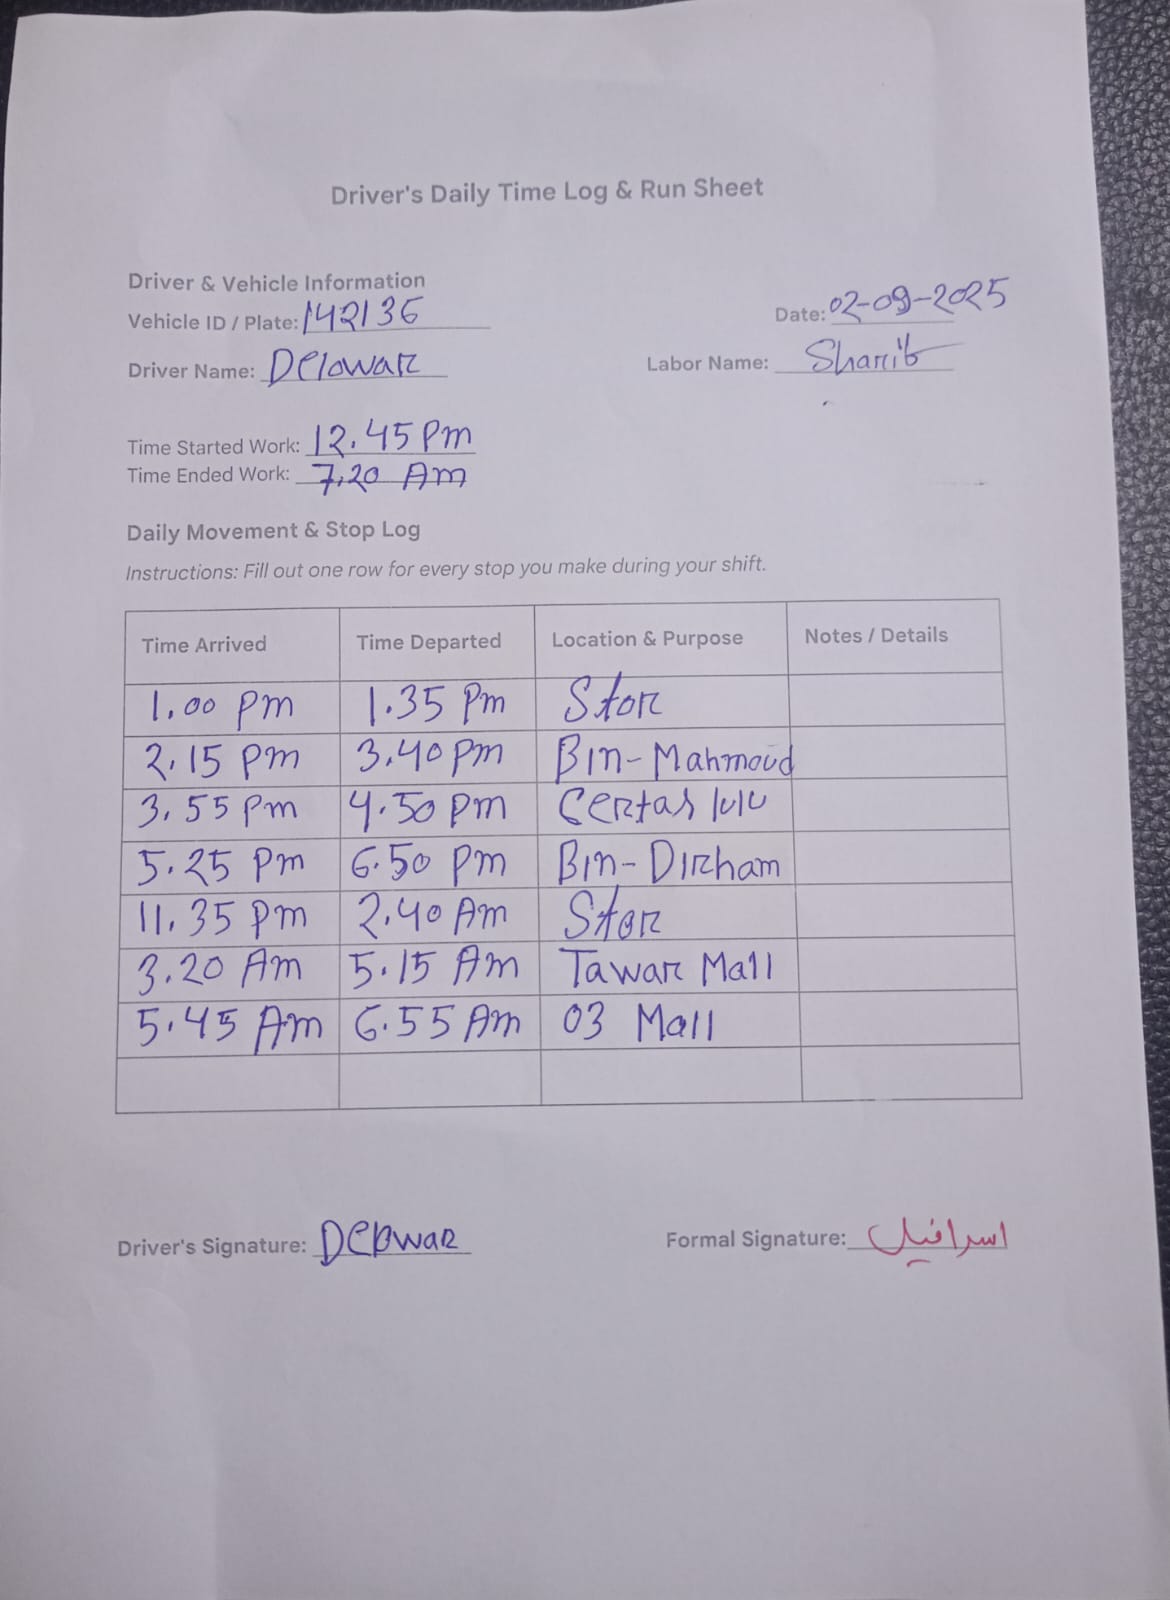 Driver's Daily Time Log & Run Sheet
Driver & Vehicle Information
Vehicle ID / Plate: 142136
Date: 02-09-2025
Driver Name: Delowar
Labor Name: Sharrib
Time Started Work: 12.45 Pm
Time Ended Work: 7.20 Am
Daily Movement & Stop Log
Instructions: Fill out one row for every stop you make during your shift.
Time Arrived Time Departed Location & Purpose Notes / Details
1.00 pm 1.35 Pm Stor
2.15 pm 3.40 pm Bin-Mahmoud
3.55 pm 4.50 pm Certas lulu
5.25 Pm 6.50 pm Bin-Dirham
11.35 pm 2.40 Am Stor
3.20 Am 5.15 Am Tawar Mall
5.45 Am 6.55 Am 03 Mall
Driver's Signature: Delowar
Formal Signature: اسرافيل